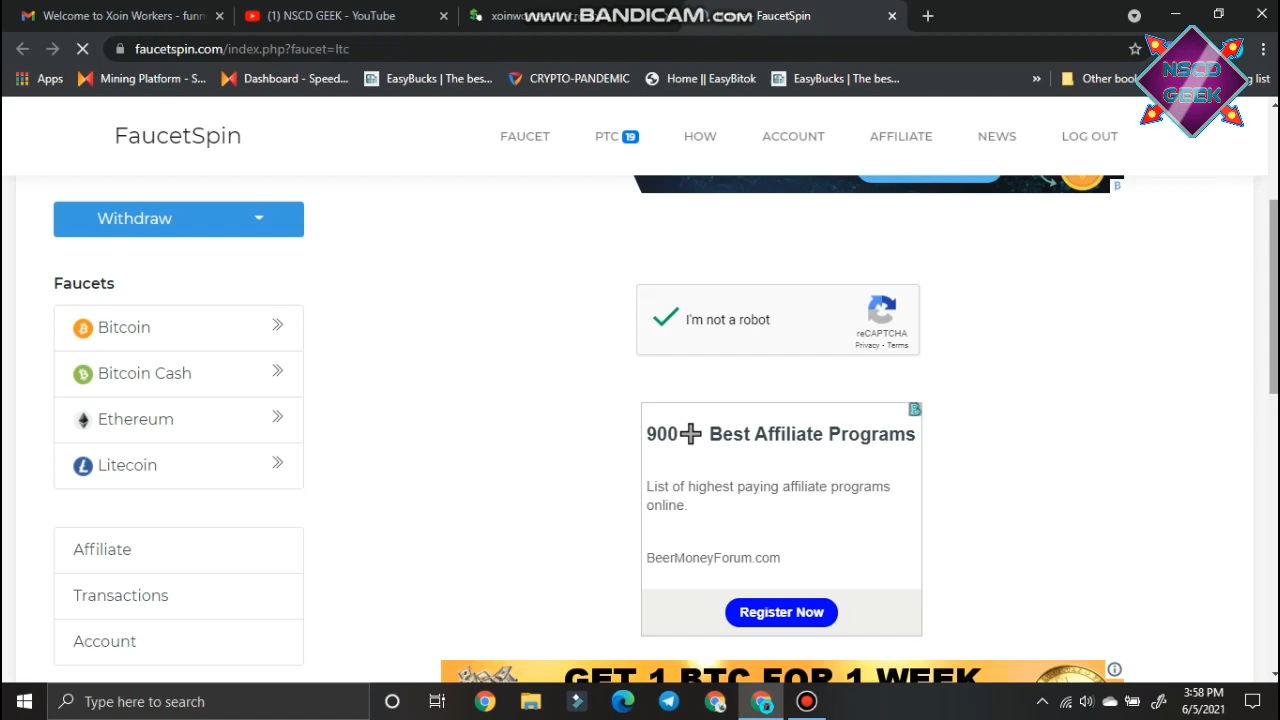 Welcome to Xoin Workers - funn
(1) NSCD GEEK - YouTube
xoinwo
FaucetSpin
www.BANDICAM.com
faucetspin.com/index.php?faucet=ltc
Apps
Mining Platform - S...
Dashboard - Speed...
EasyBucks | The bes...
CRYPTO-PANDEMIC
Home || EasyBitok
EasyBucks | The bes...
»
Other boo
g list
NSCD
GEEK
FaucetSpin
FAUCET
PTC 19
HOW
ACCOUNT
AFFILIATE
NEWS
LOG OUT
Withdraw
Faucets
Bitcoin
Bitcoin Cash
Ethereum
Litecoin
Affiliate
Transactions
Account
I'm not a robot
reCAPTCHA
Privacy - Terms
900➕ Best Affiliate Programs
List of highest paying affiliate programs
online.
BeerMoneyForum.com
Register Now
GET 1 BTC FOR 1 WEEK
Type here to search
3:58 PM
6/5/2021